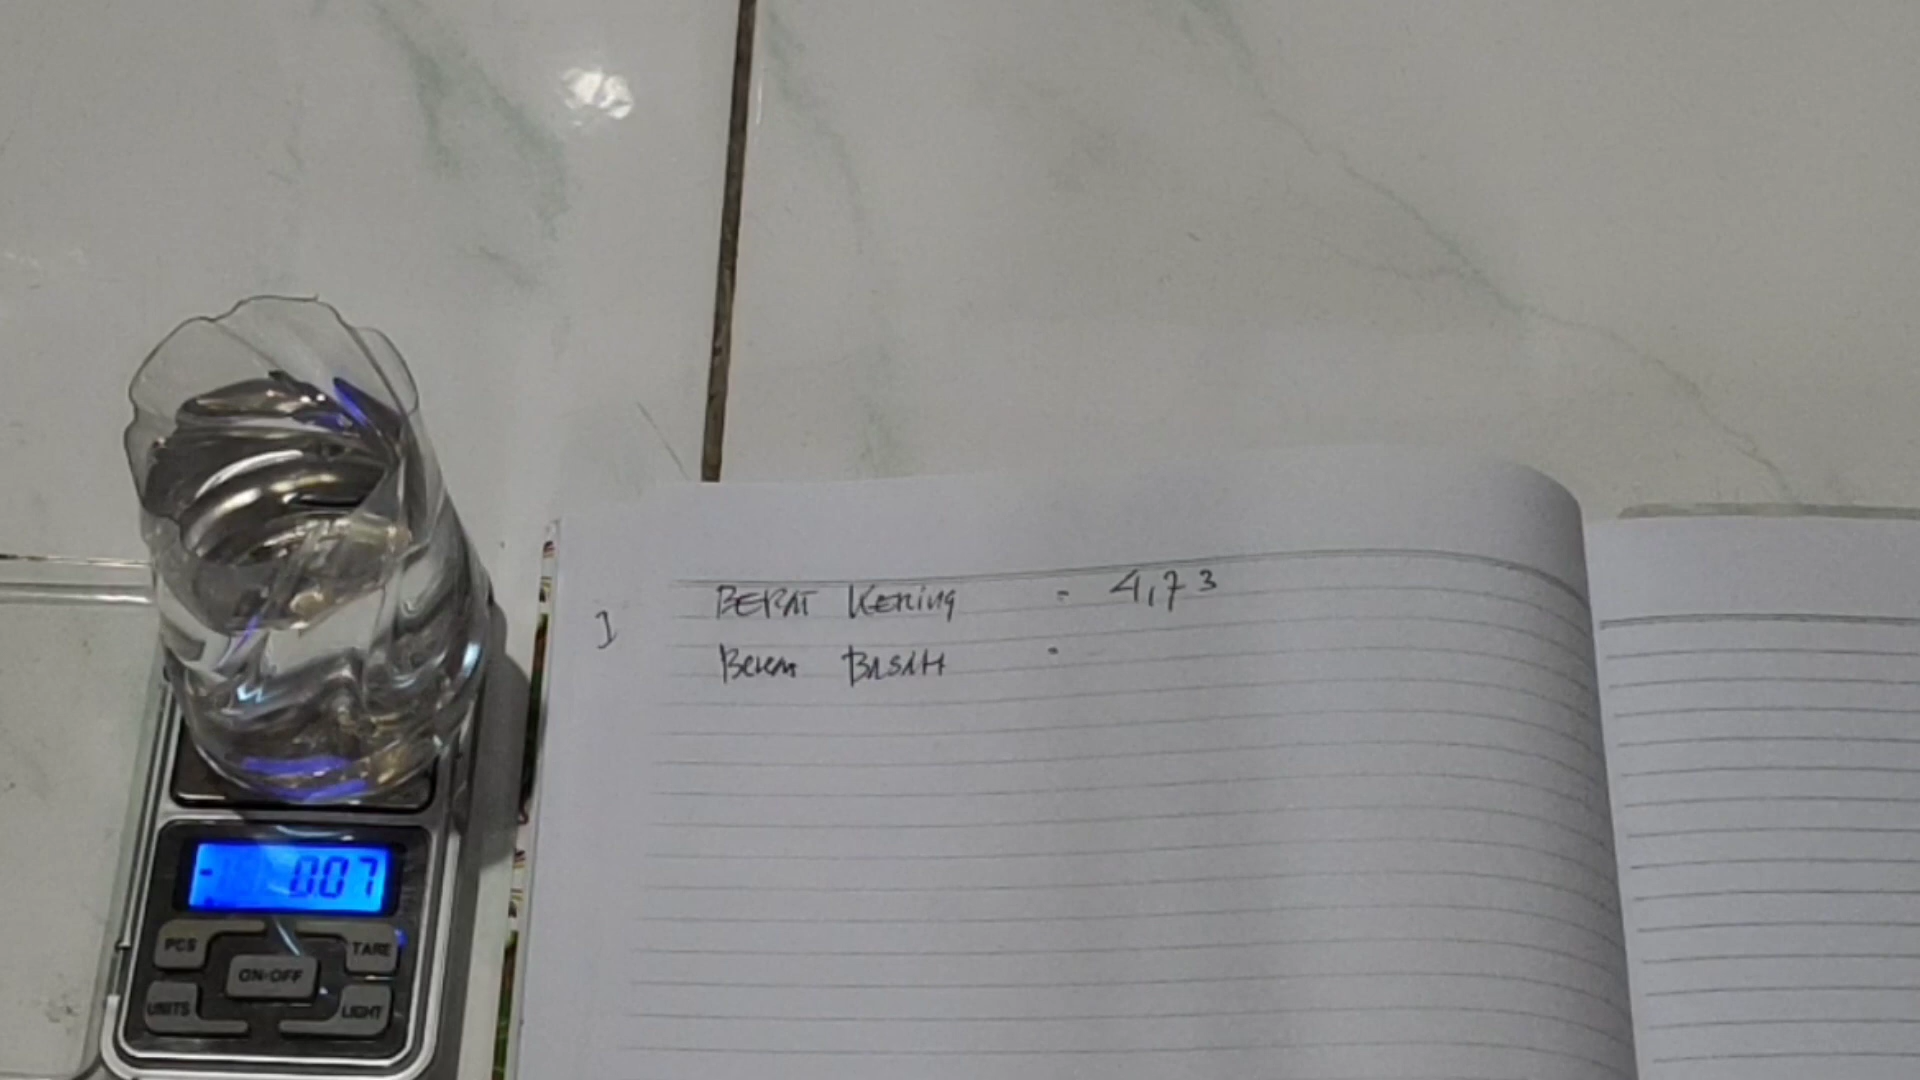 1 BERAT KERING = 4,73
BERAT BASAH :
- 0.07
PCS TARE
ON-OFF
UNITS LIGHT